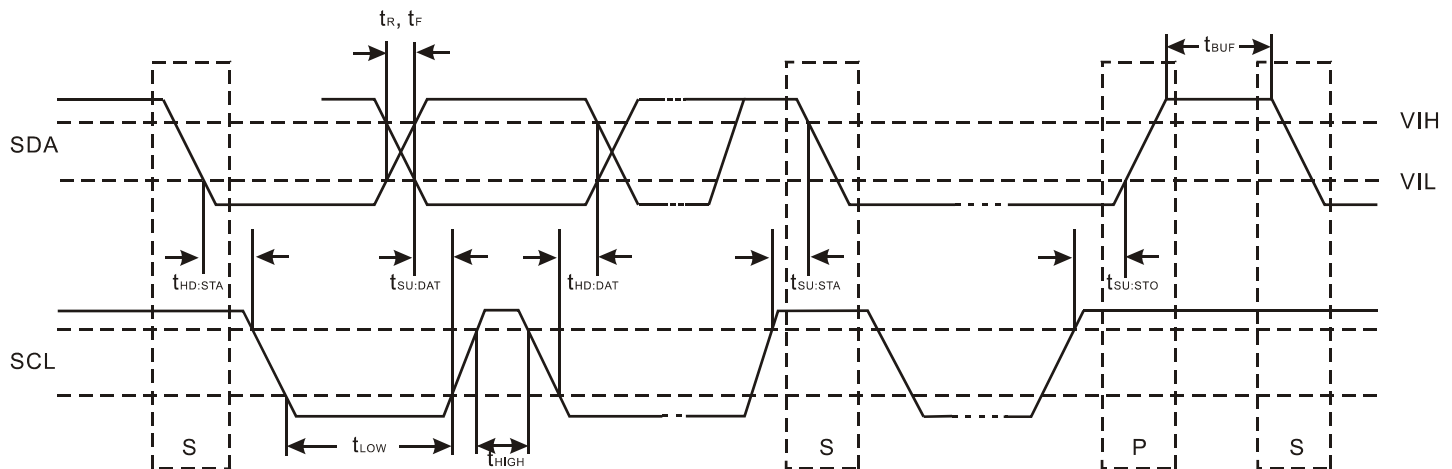 tR, tF
tBUF
SDA
VIH
VIL
tHD:STA
tSU:DAT
tHD:DAT
tSU:STA
tSU:STO
SCL
S
tLOW
tHIGH
S
P
S